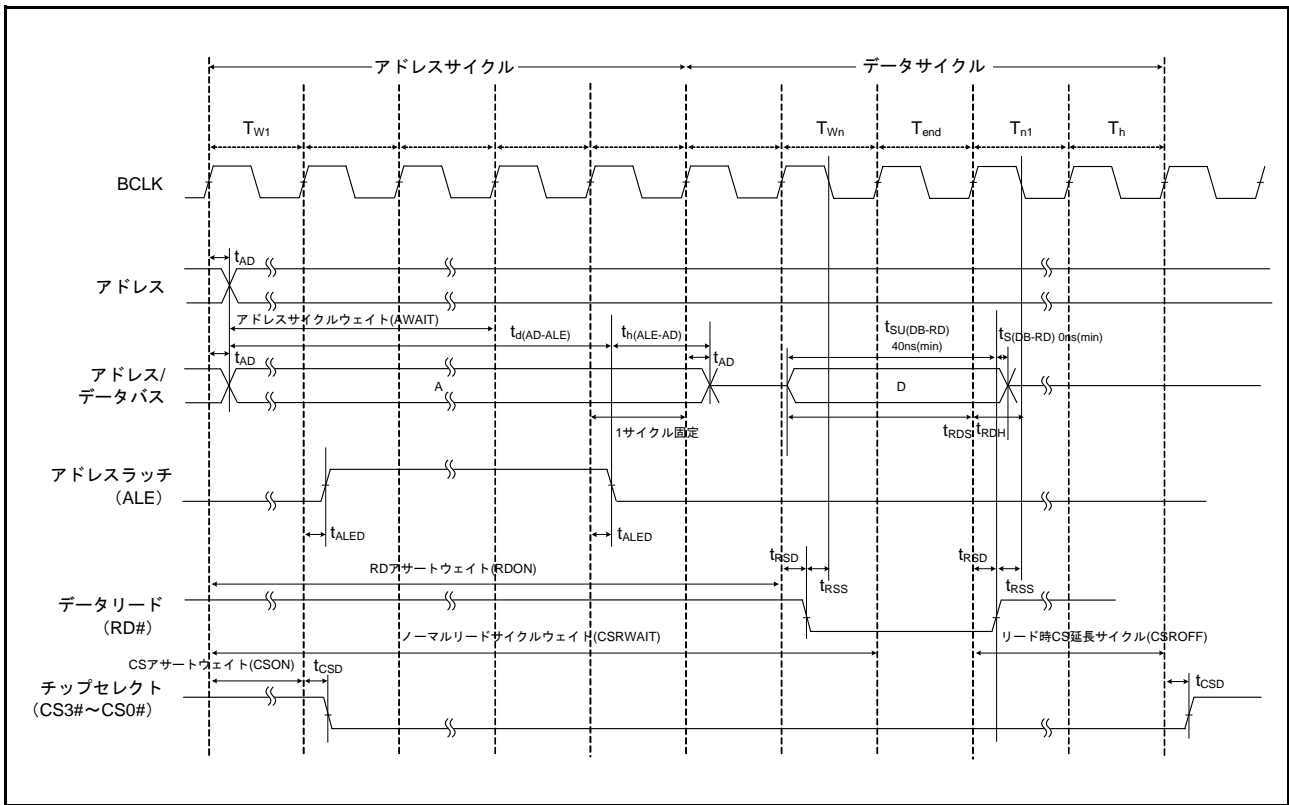 アドレスサイクル データサイクル
TW1 TWn Tend Tn1 Th
BCLK
tAD
アドレス
アドレスサイクルウェイト(AWAIT)
td(AD-ALE) th(ALE-AD) tSU(DB-RD) tS(DB-RD) 0ns(min)
40ns(min)
tAD tAD
アドレス/
データバス
A D
1サイクル固定 tRDS tRDH
アドレスラッチ
(ALE)
tALED tALED
tRSD tRSD
RDアサートウェイト(RDON) tRSS tRSS
データリード
(RD#)
ノーマルリードサイクルウェイト(CSRWAIT) リード時CS延長サイクル(CSROFF)
CSアサートウェイト(CSON) tCSD tCSD
チップセレクト
(CS3#～CS0#)